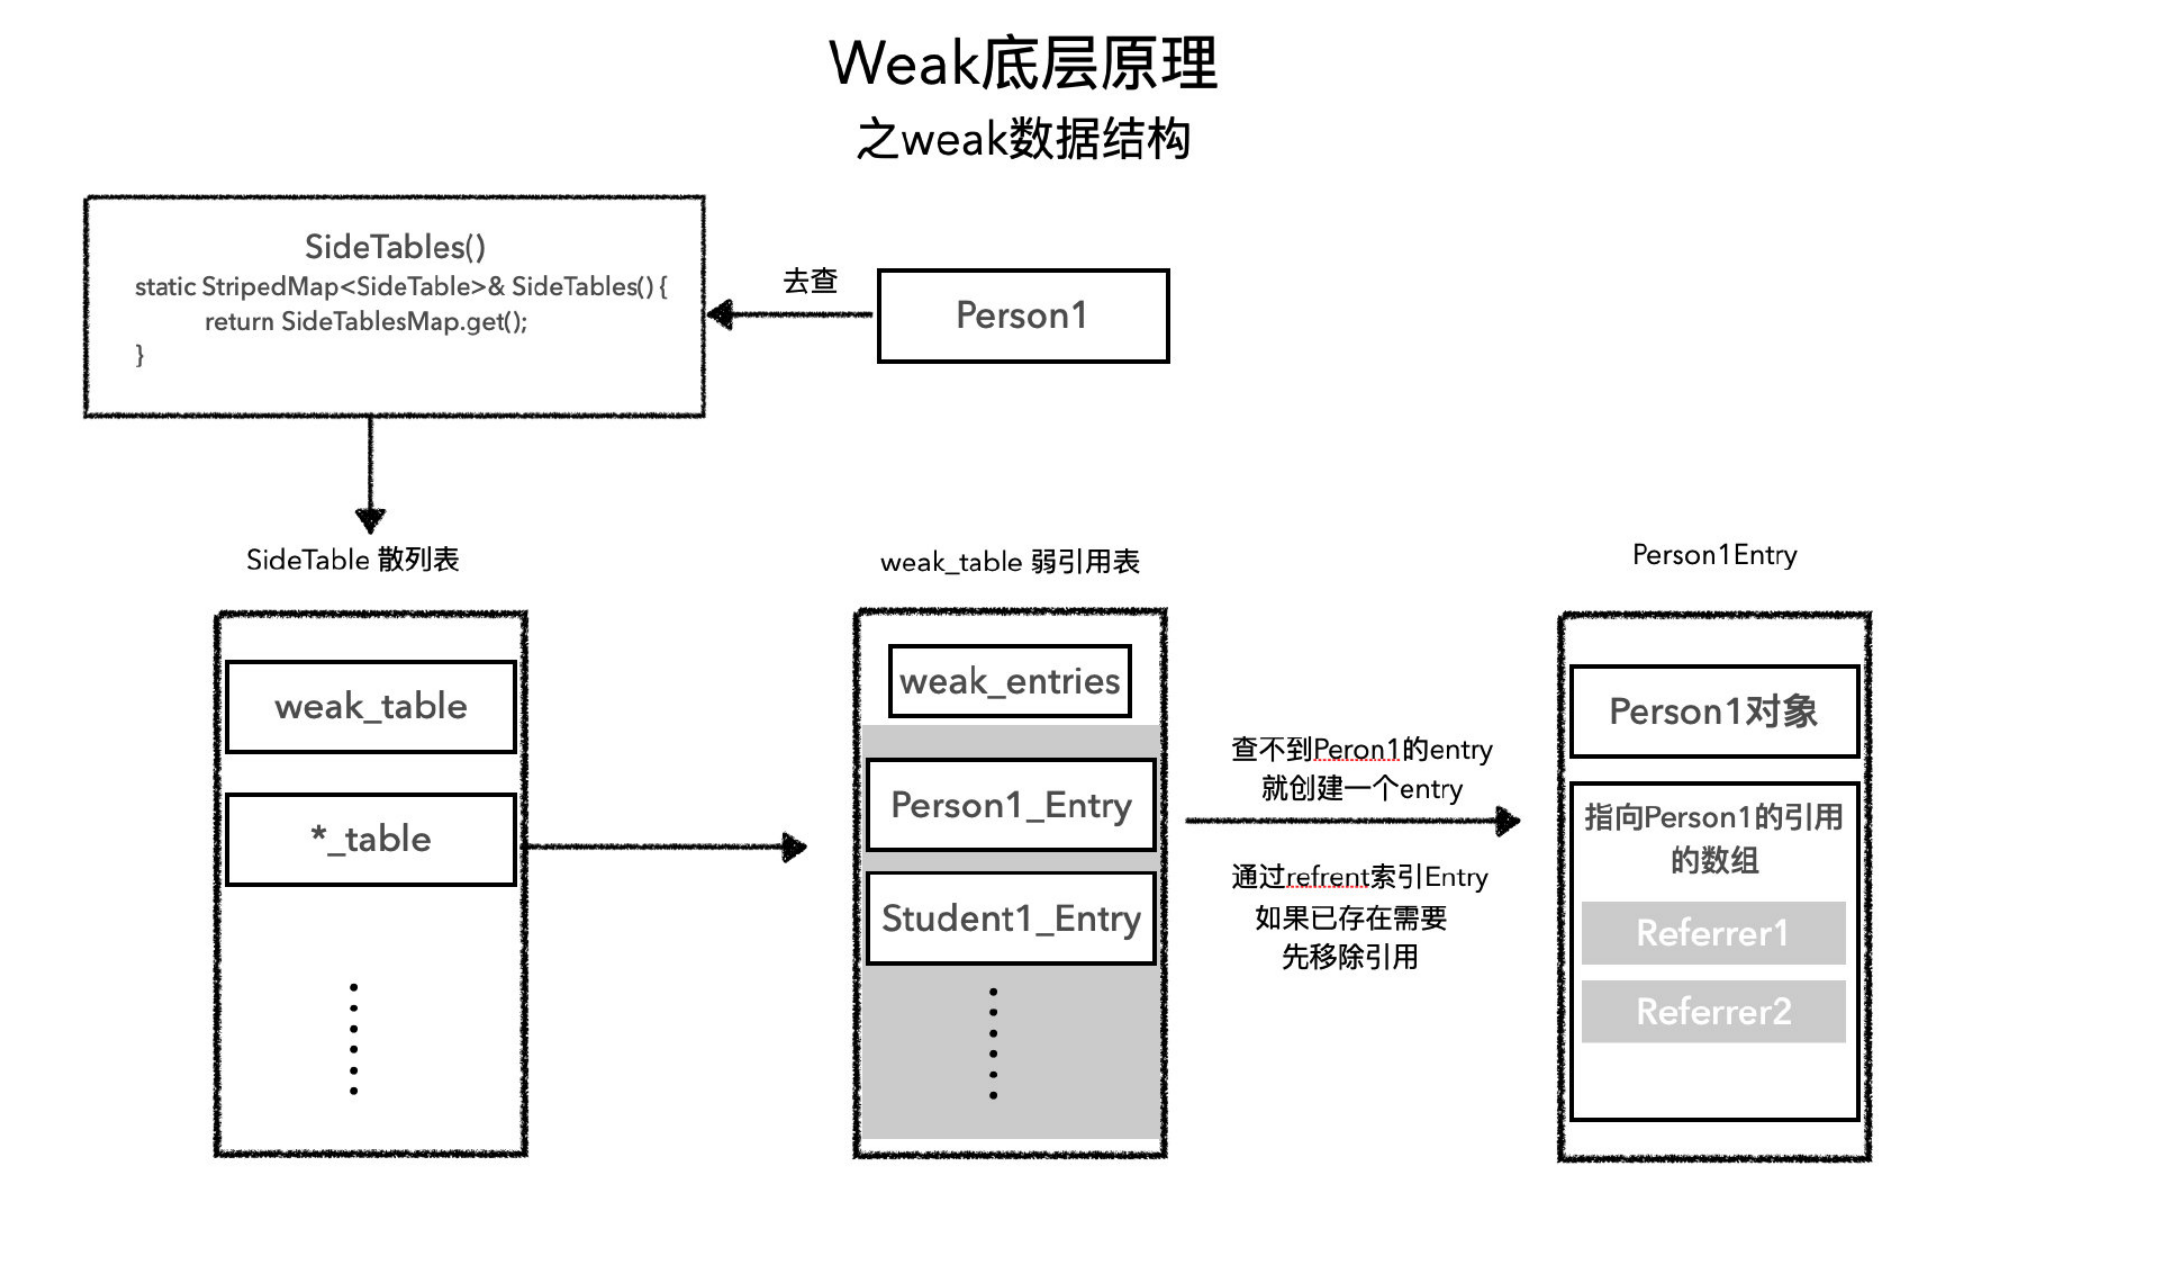 Weak底层原理
之weak数据结构
SideTables()
static StripedMap<SideTable>& SideTables() {
return SideTablesMap.get();
}
去查
Person1
SideTable 散列表
weak_table
*_table
weak_table 弱引用表
weak_entries
Person1_Entry
Student1_Entry
查不到Peron1的entry
就创建一个entry
通过refrent索引Entry
如果已存在需要
先移除引用
Person1Entry
Person1对象
指向Person1的引用
的数组
Referrer1
Referrer2